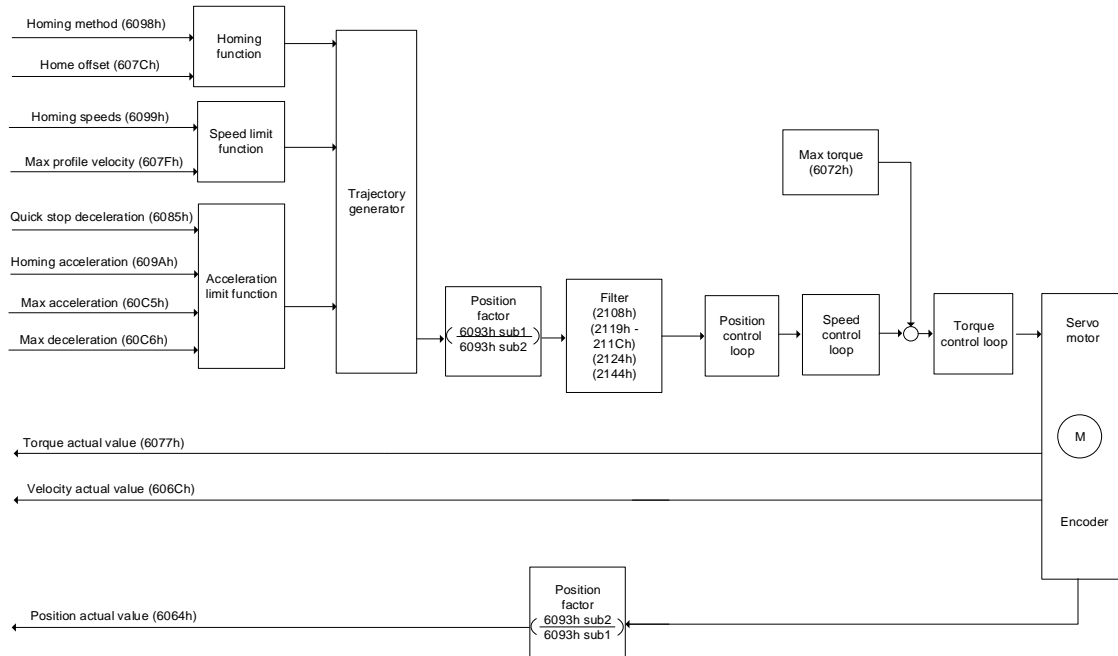 Homing method (6098h)
Home offset (607Ch)
Homing
function
Homing speeds (6099h)
Max profile velocity (607Fh)
Speed limit
function
Quick stop deceleration (6085h)
Homing acceleration (609Ah)
Max acceleration (60C5h)
Max deceleration (60C6h)
Acceleration
limit function
Trajectory
generator
Position
factor
( 6093h sub1 )
6093h sub2
Filter
(2108h)
(2119h -
211Ch)
(2124h)
(2144h)
Position
control
loop
Speed
control
loop
Max torque
(6072h)
Torque
control loop
Servo
motor
M
Encoder
Torque actual value (6077h)
Velocity actual value (606Ch)
Position actual value (6064h)
Position
factor
( 6093h sub2 )
6093h sub1